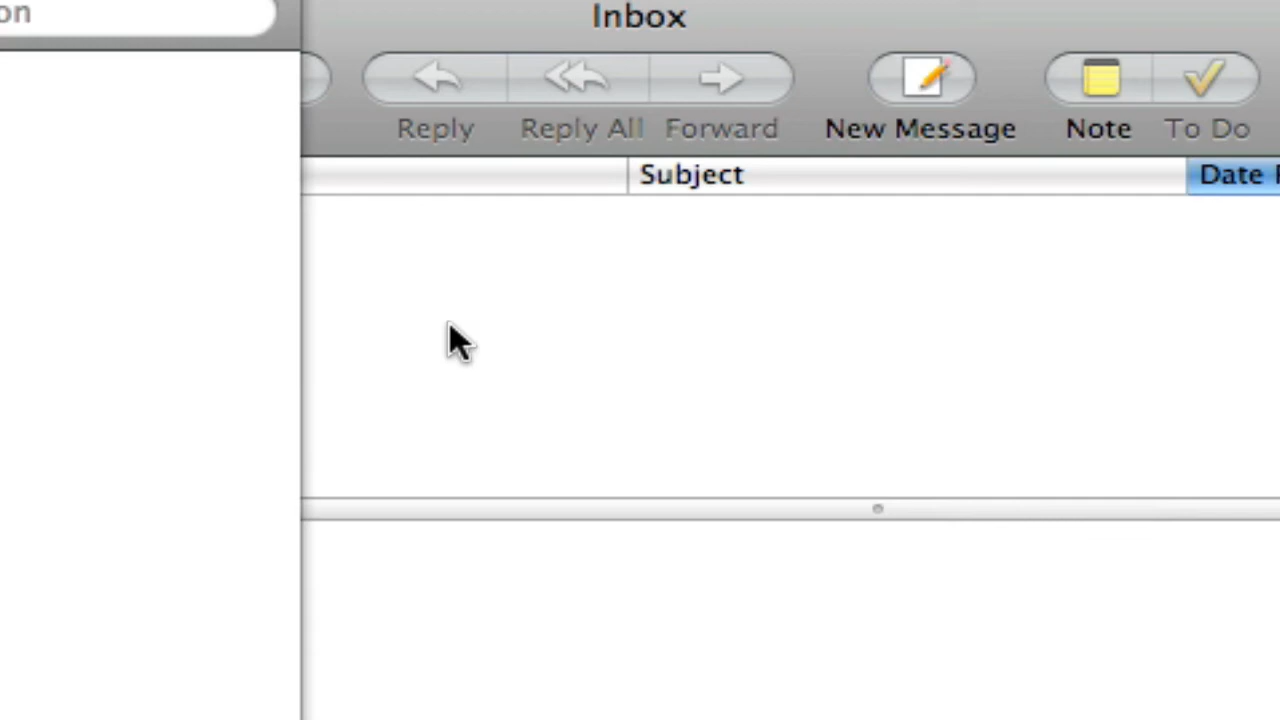 on
Inbox
Reply Reply All Forward New Message Note To Do
Subject Date